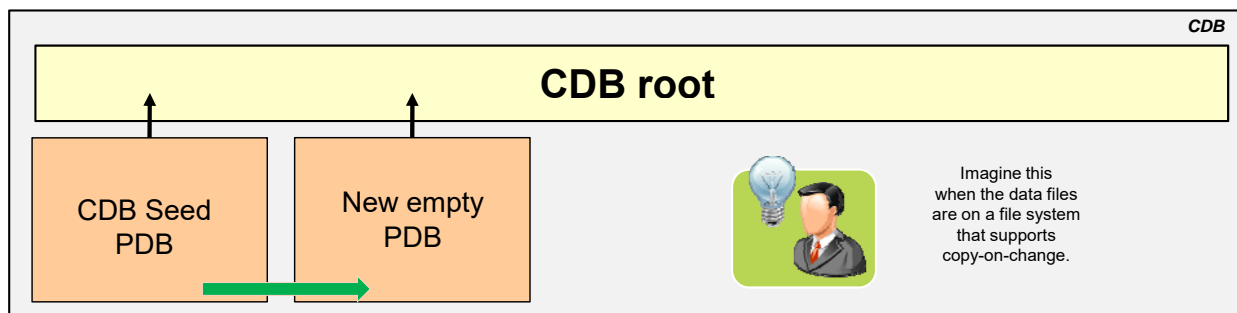 CDB
CDB root
CDB Seed
PDB
New empty
PDB
Imagine this
when the data files
are on a file system
that supports
copy-on-change.